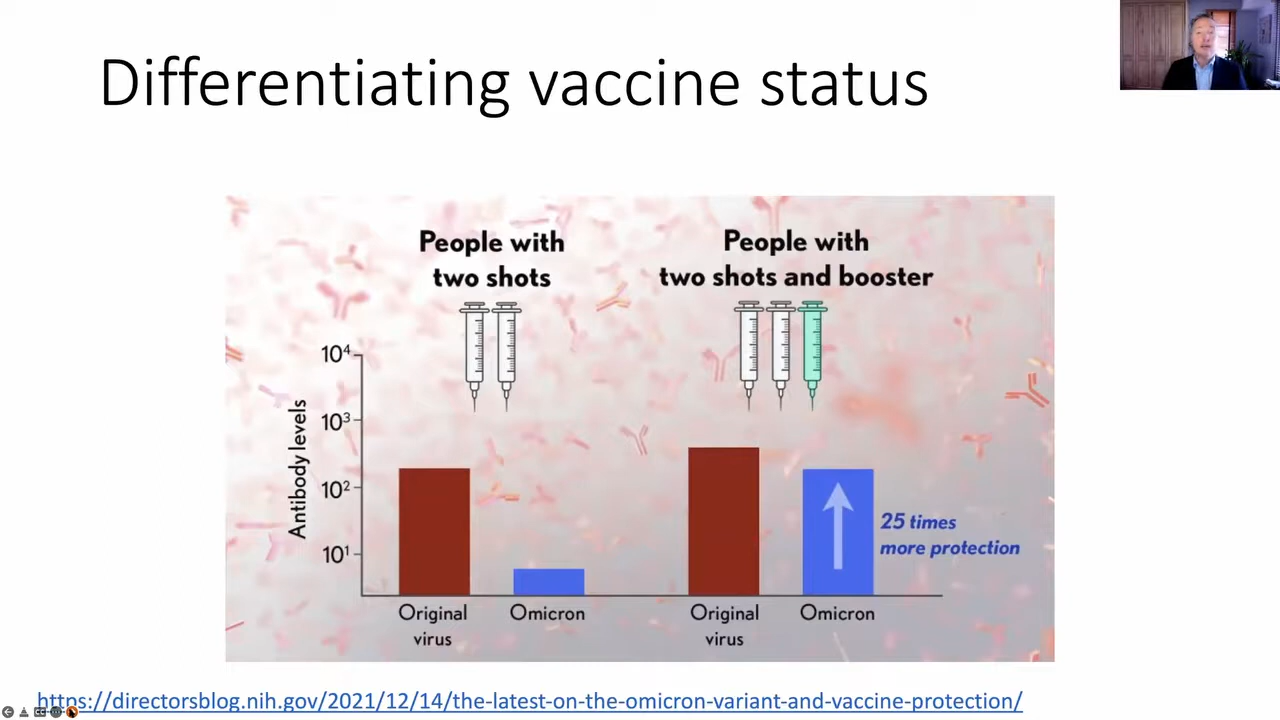 Differentiating vaccine status
People with
two shots
People with
two shots and booster
Antibody levels
10⁴
10³
10²
10¹
25 times
more protection
Original
virus
Omicron
Original
virus
Omicron
https://directorsblog.nih.gov/2021/12/14/the-latest-on-the-omicron-variant-and-vaccine-protection/